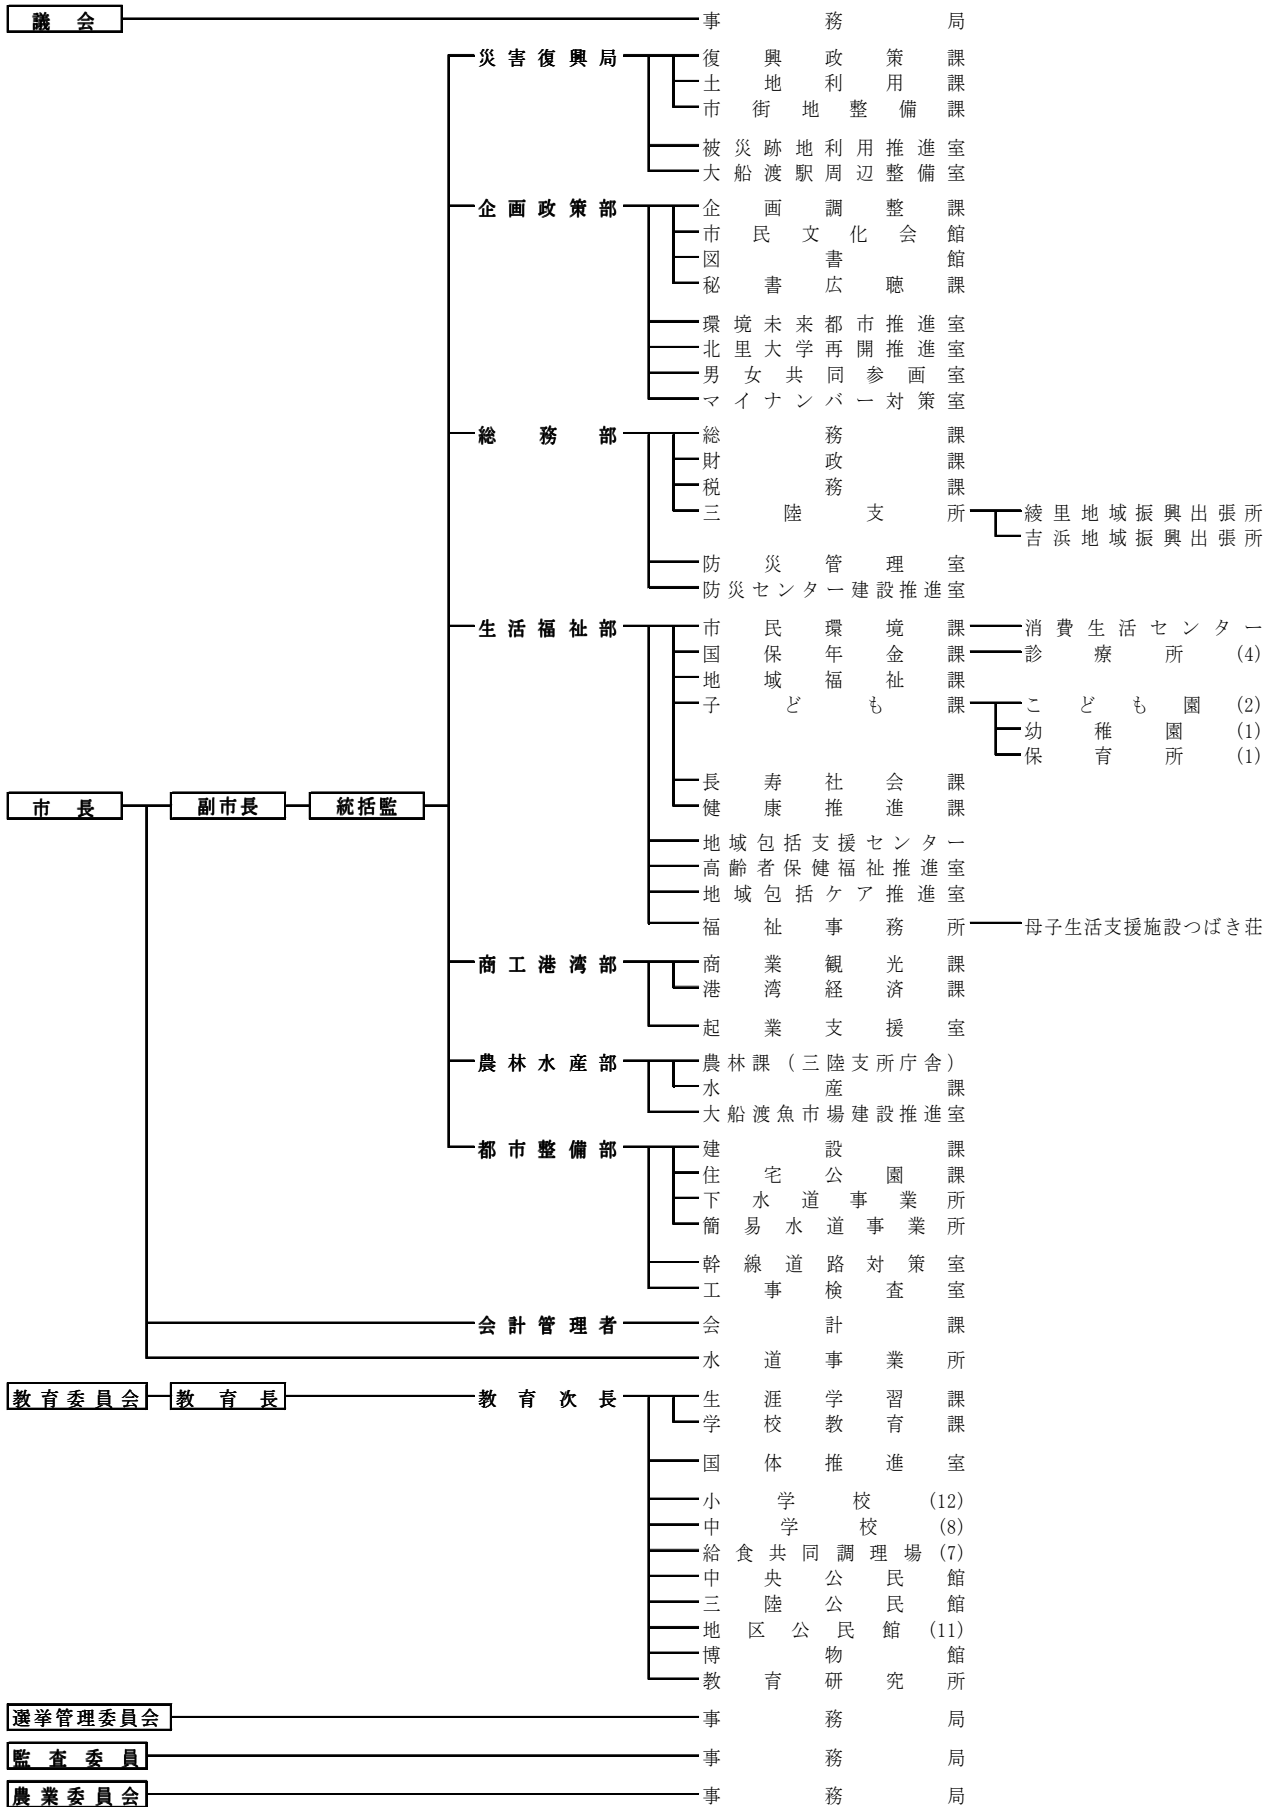 議会 事務局
災害復興局 復興政策課
土地利用課
市街地整備課
被災跡地利用推進室
大船渡駅周辺整備室
企画政策部 企画調整課
市民文化会館
図書館
秘書広聴課
環境未来都市推進室
北里大学再開推進室
男女共同参画室
マイナンバー対策室
総務部 総務課
財政課
税務課
三陸支所 綾里地域振興出張所
吉浜地域振興出張所
防災管理室
防災センター建設推進室
生活福祉部 市民環境課 消費生活センター
国保年金課 診療所 (4)
地域福祉課
子ども課 こども園 (2)
幼稚園 (1)
保育所 (1)
長寿社会課
市長 副市長 統括監 健康推進課
地域包括支援センター
高齢者保健福祉推進室
地域包括ケア推進室
福祉事務所 母子生活支援施設つばき荘
商工港湾部 商業観光課
港湾経済課
起業支援室
農林水産部 農林課(三陸支所庁舎)
水産課
大船渡魚市場建設推進室
都市整備部 建設課
住宅公園課
下水道事業所
簡易水道事業所
幹線道路対策室
工事検査室
会計管理者 会計課
水道事業所
教育委員会 教育長 教育次長 生涯学習課
学校教育課
国体推進室
小学校 (12)
中学校 (8)
給食共同調理場 (7)
中央公民館
三陸公民館
地区公民館 (11)
博物館
教育研究所
選挙管理委員会 事務局
監査委員 事務局
農業委員会 事務局